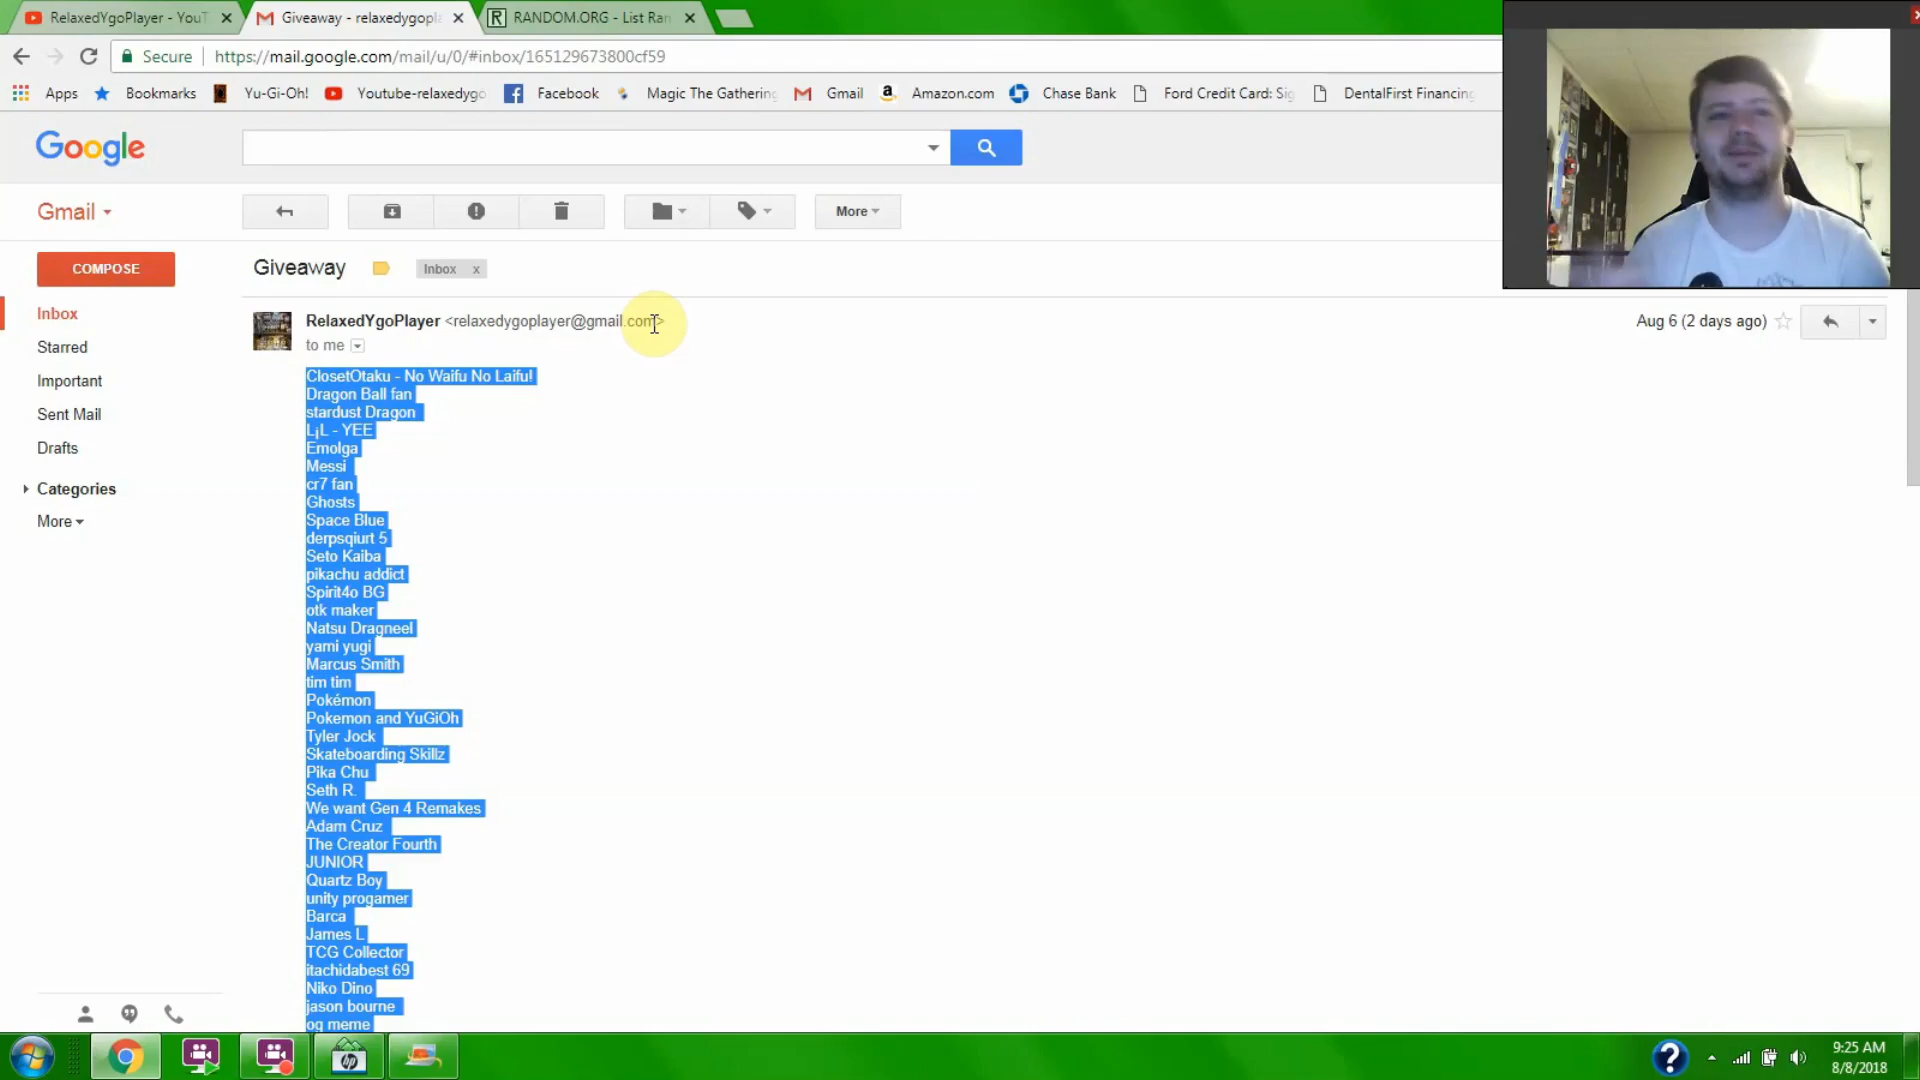 RelaxedYgoPlayer - YouT
Giveaway - relaxedygopl
RANDOM.ORG - List Ran
Secure
https://mail.google.com/mail/u/0/#inbox/165129673800cf59
Apps
Bookmarks
Yu-Gi-Oh!
Youtube-relaxedygo
Facebook
Magic The Gathering
Gmail
Amazon.com
Chase Bank
Ford Credit Card: Sig
DentalFirst Financing
Google
Gmail
More
COMPOSE
Giveaway
Inbox x
Inbox
RelaxedYgoPlayer <relaxedygoplayer@gmail.com>
Aug 6 (2 days ago)
to me
Starred
Important
Sent Mail
Drafts
Categories
More
ClosetOtaku - No Waifu No Laifu!
Dragon Ball fan
stardust Dragon
L¡L - YEE
Emolga
Messi
cr7 fan
Ghosts
Space Blue
derpsqiurt 5
Seto Kaiba
pikachu addict
Spirit4o BG
otk maker
Natsu Dragneel
yami yugi
Marcus Smith
tim tim
Pokémon
Pokemon and YuGiOh
Tyler Jock
Skateboarding Skillz
Pika Chu
Seth R.
We want Gen 4 Remakes
Adam Cruz
The Creator Fourth
JUNIOR
Quartz Boy
unity progamer
Barca
James L
TCG Collector
itachidabest 69
Niko Dino
jason bourne
og meme
hp
9:25 AM
8/8/2018